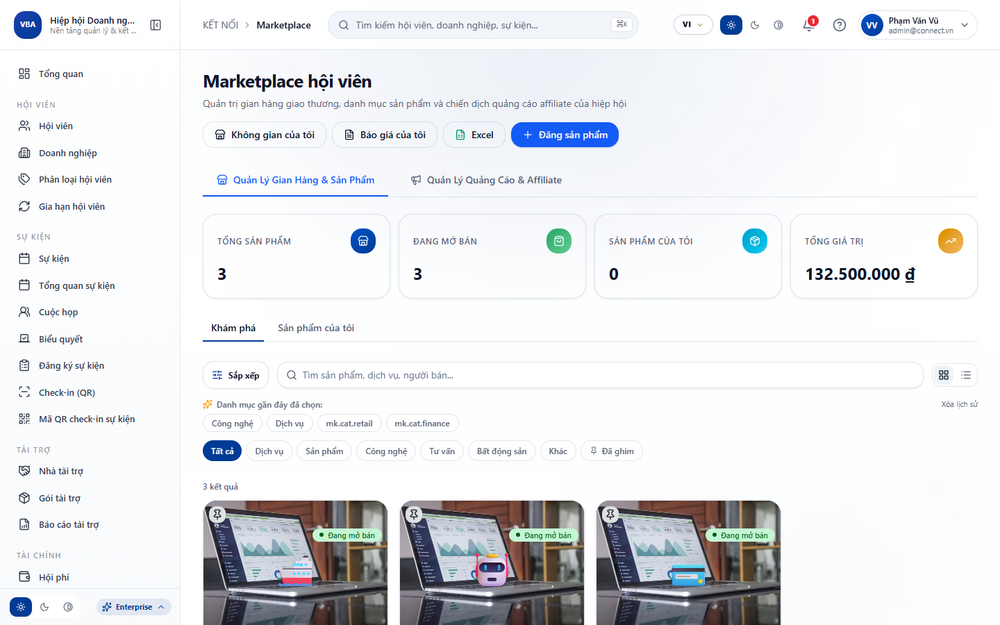 VBA
Hiệp hội Doanh ng...
Nền tảng quản lý & kết ...
KẾT NỐI
Marketplace
Tìm kiếm hội viên, doanh nghiệp, sự kiện...
⌘K
VI
1
VV
Phạm Văn Vũ
admin@connect.vn
Tổng quan
HỘI VIÊN
Hội viên
Doanh nghiệp
Phân loại hội viên
Gia hạn hội viên
SỰ KIỆN
Sự kiện
Tổng quan sự kiện
Cuộc họp
Biểu quyết
Đăng ký sự kiện
Check-in (QR)
Mã QR check-in sự kiện
TÀI TRỢ
Nhà tài trợ
Gói tài trợ
Báo cáo tài trợ
TÀI CHÍNH
Hội phí
Enterprise
Marketplace hội viên
Quản trị gian hàng giao thương, danh mục sản phẩm và chiến dịch quảng cáo affiliate của hiệp hội
Không gian của tôi
Báo giá của tôi
Excel
Đăng sản phẩm
Quản Lý Gian Hàng & Sản Phẩm
Quản Lý Quảng Cáo & Affiliate
TỔNG SẢN PHẨM
3
ĐANG MỞ BÁN
3
SẢN PHẨM CỦA TÔI
0
TỔNG GIÁ TRỊ
132.500.000 ₫
Khám phá
Sản phẩm của tôi
Sắp xếp
Tìm sản phẩm, dịch vụ, người bán...
Danh mục gần đây đã chọn:
Xóa lịch sử
Công nghệ
Dịch vụ
mk.cat.retail
mk.cat.finance
Tất cả
Dịch vụ
Sản phẩm
Công nghệ
Tư vấn
Bất động sản
Khác
Đã ghim
3 kết quả
Đang mở bán
Đang mở bán
Đang mở bán